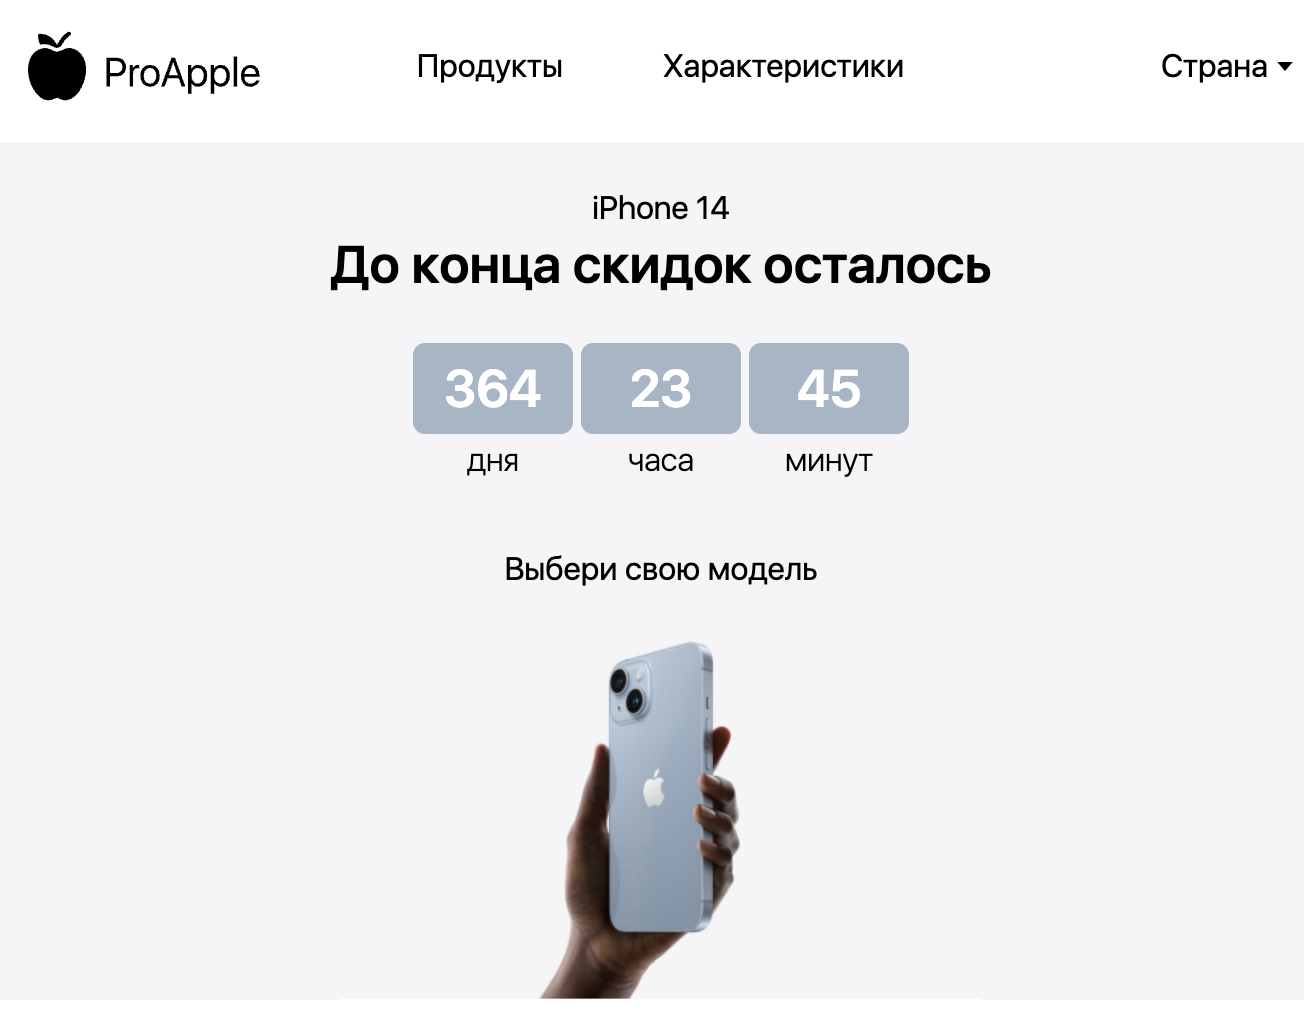 ProApple
Продукты
Характеристики
Страна
iPhone 14
До конца скидок осталось
364 23 45
дня часа минут
Выбери свою модель